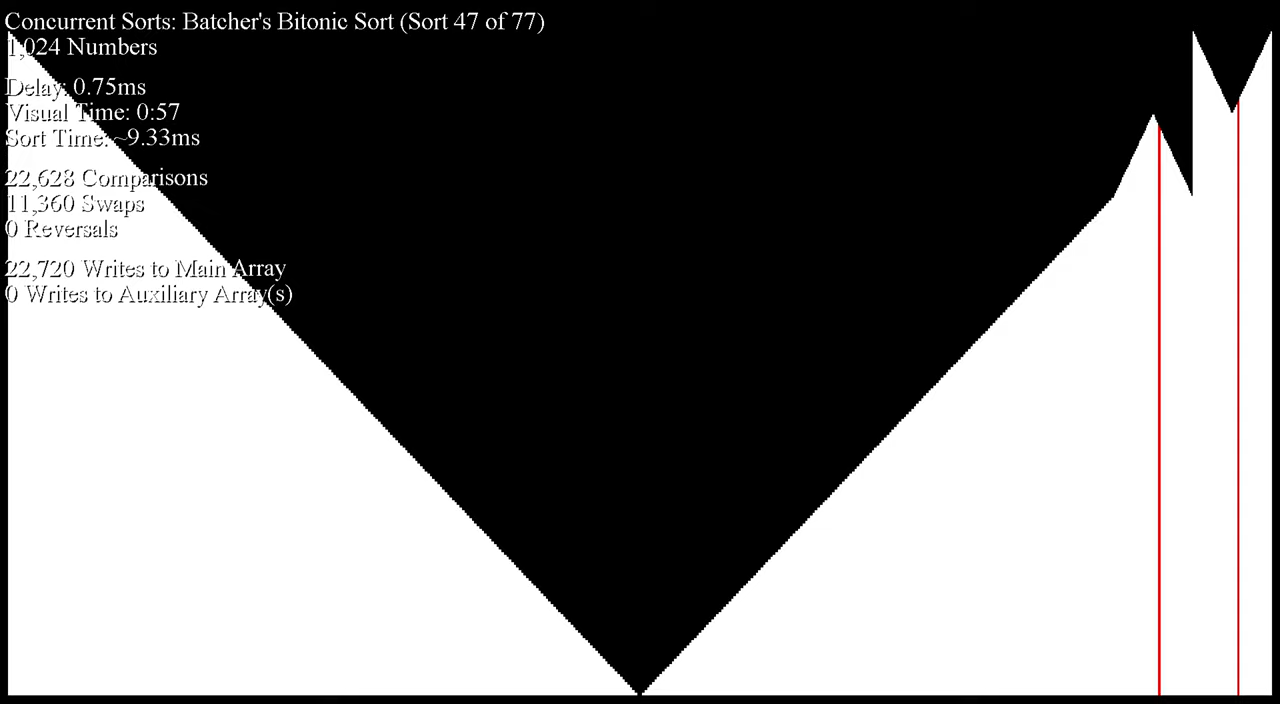 Concurrent Sorts: Batcher's Bitonic Sort (Sort 47 of 77)
1,024 Numbers
Delay: 0.75ms
Visual Time: 0:57
Sort Time: ~9.33ms
22,628 Comparisons
11,360 Swaps
0 Reversals
22,720 Writes to Main Array
0 Writes to Auxiliary Array(s)